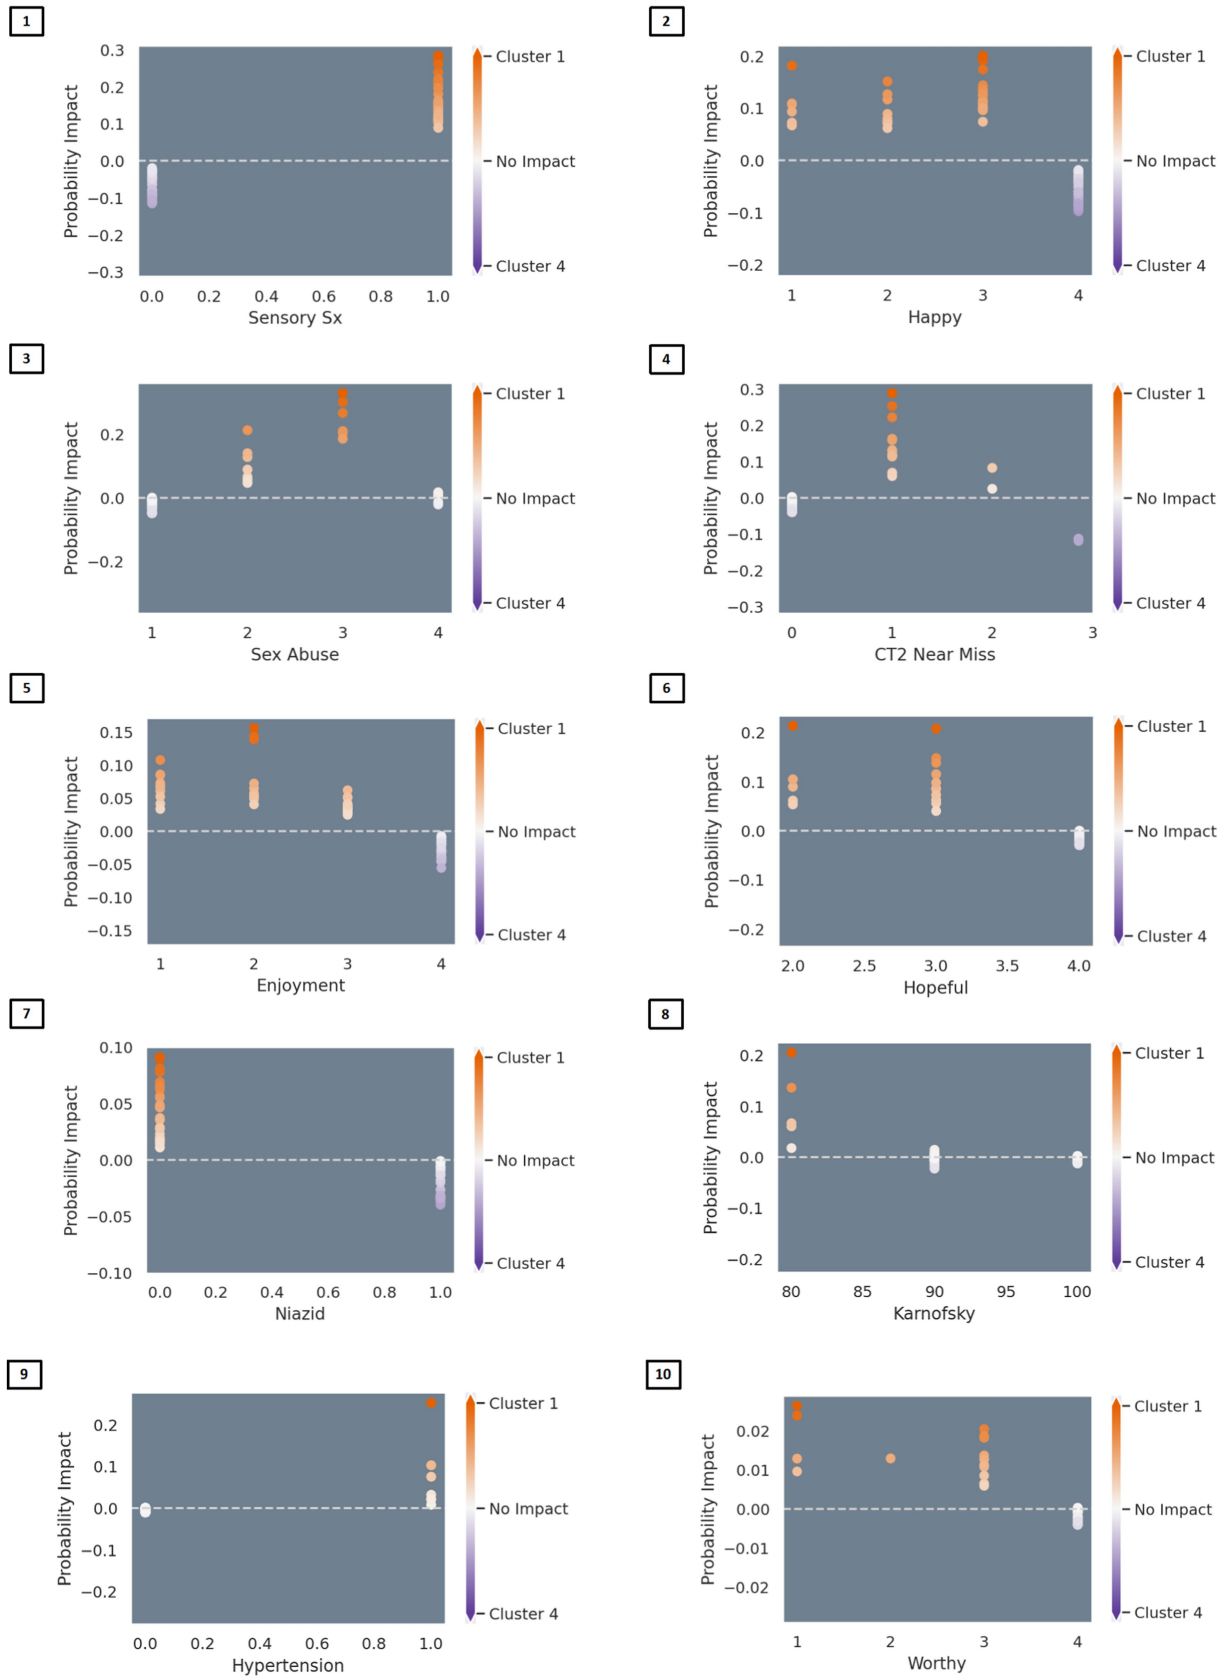 1
2
Probability Impact
0.3
0.2
0.1
0.0
−0.1
−0.2
−0.3
0.0 0.2 0.4 0.6 0.8 1.0
Sensory Sx
Cluster 1
No Impact
Cluster 4
Probability Impact
0.2
0.1
0.0
−0.1
−0.2
1 2 3 4
Happy
Cluster 1
No Impact
Cluster 4
3
4
Probability Impact
0.2
0.0
−0.2
1 2 3 4
Sex Abuse
Cluster 1
No Impact
Cluster 4
Probability Impact
0.3
0.2
0.1
0.0
−0.1
−0.2
−0.3
0 1 2 3
CT2 Near Miss
Cluster 1
No Impact
Cluster 4
5
6
Probability Impact
0.15
0.10
0.05
0.00
−0.05
−0.10
−0.15
1 2 3 4
Enjoyment
Cluster 1
No Impact
Cluster 4
Probability Impact
0.2
0.1
0.0
−0.1
−0.2
2.0 2.5 3.0 3.5 4.0
Hopeful
Cluster 1
No Impact
Cluster 4
7
8
Probability Impact
0.10
0.05
0.00
−0.05
−0.10
0.0 0.2 0.4 0.6 0.8 1.0
Niazid
Cluster 1
No Impact
Cluster 4
Probability Impact
0.2
0.1
0.0
−0.1
−0.2
80 85 90 95 100
Karnofsky
Cluster 1
No Impact
Cluster 4
9
10
Probability Impact
0.2
0.1
0.0
−0.1
−0.2
0.0 0.2 0.4 0.6 0.8 1.0
Hypertension
Cluster 1
No Impact
Cluster 4
Probability Impact
0.02
0.01
0.00
−0.01
−0.02
1 2 3 4
Worthy
Cluster 1
No Impact
Cluster 4